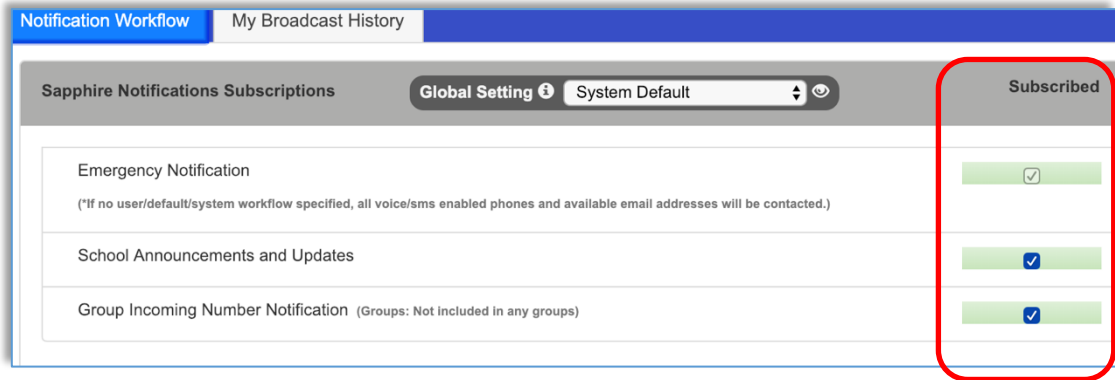 Notification Workflow My Broadcast History
Sapphire Notifications Subscriptions Global Setting System Default Subscribed
Emergency Notification
(*If no user/default/system workflow specified, all voice/sms enabled phones and available email addresses will be contacted.)
School Announcements and Updates
Group Incoming Number Notification (Groups: Not included in any groups)